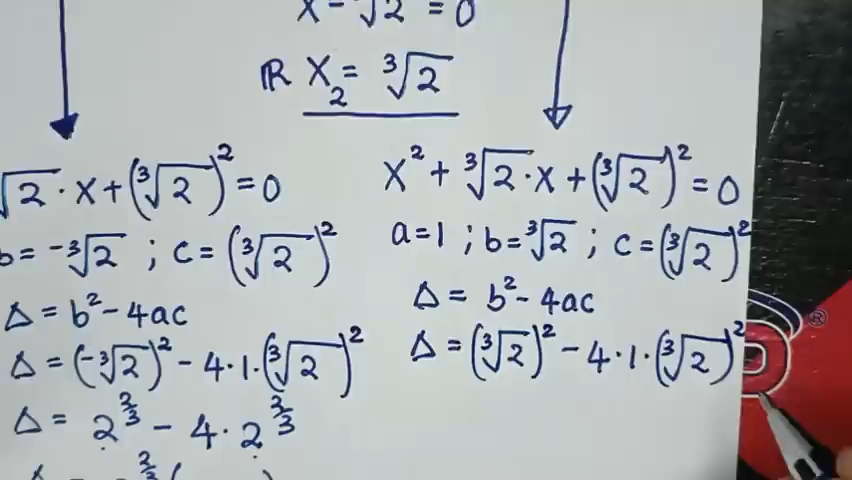 x - ∛2 = 0
ℝ x₂ = ∛2
√2 · x + (∛2)² = 0
b = -∛2 ; c = (∛2)²
Δ = b² - 4ac
Δ = (-∛2)² - 4·1·(∛2)²
Δ = 2^(2/3) - 4·2^(2/3)
x² + ∛2 · x + (∛2)² = 0
a = 1 ; b = ∛2 ; c = (∛2)²
Δ = b² - 4ac
Δ = (∛2)² - 4·1·(∛2)²
®